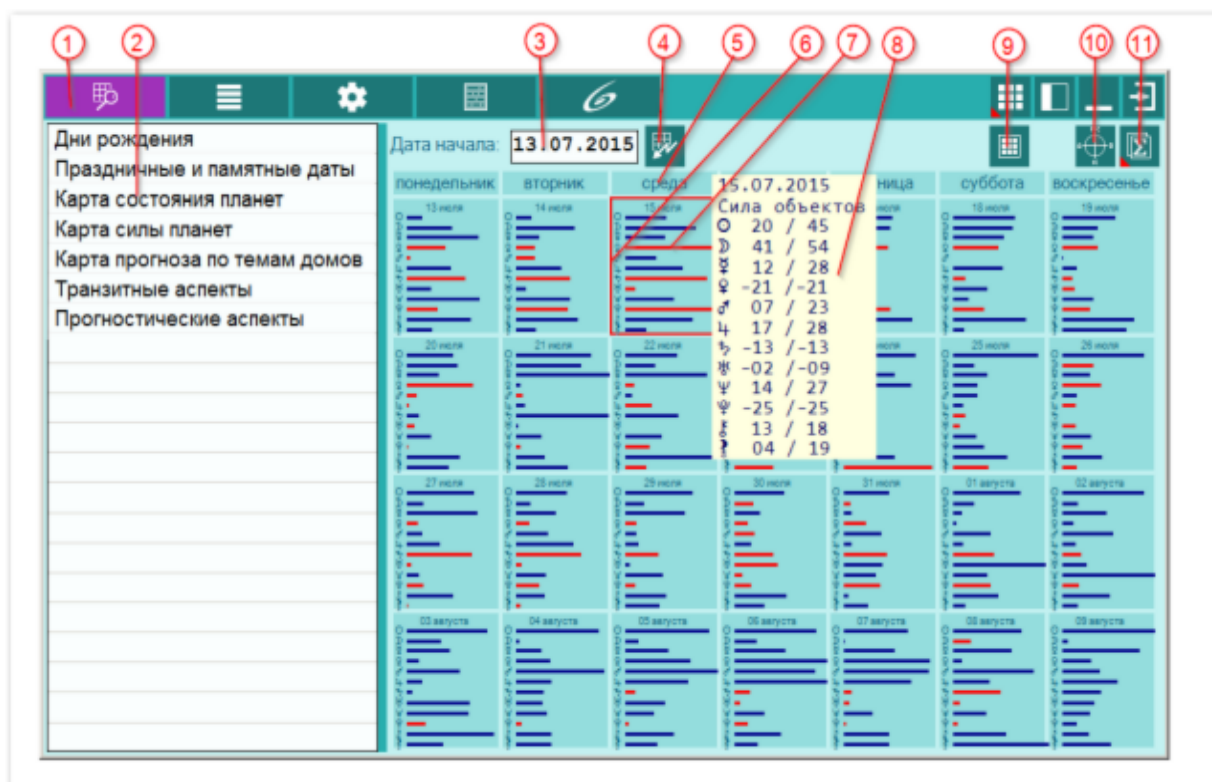 1 2 3 4 5 6 7 8 9 10 11
Дни рождения
Праздничные и памятные даты
Карта состояния планет
Карта силы планет
Карта прогноза по темам домов
Транзитные аспекты
Прогностические аспекты
Дата начала: 13.07.2015
понедельник вторник среда ница суббота воскресенье
15.07.2015
Сила объектов
☉ 20 / 45
☽ 41 / 54
☿ 12 / 28
♀ -21 /-21
♂ 07 / 23
♃ 17 / 28
♄ -13 /-13
♅ -02 /-09
♆ 14 / 27
♇ -25 /-25
⚷ 13 / 18
⚸ 04 / 19
13 июля 14 июля 15 июля июля 18 июля 19 июля
20 июля 21 июля 22 июля июля 25 июля 26 июля
27 июля 28 июля 29 июля 30 июля 31 июля 01 августа 02 августа
03 августа 04 августа 05 августа 06 августа 07 августа 08 августа 09 августа